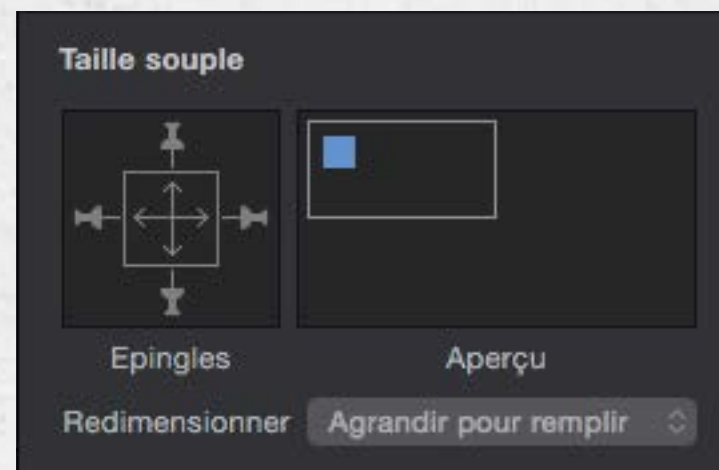 Taille souple
Epingles
Aperçu
Redimensionner
Agrandir pour remplir